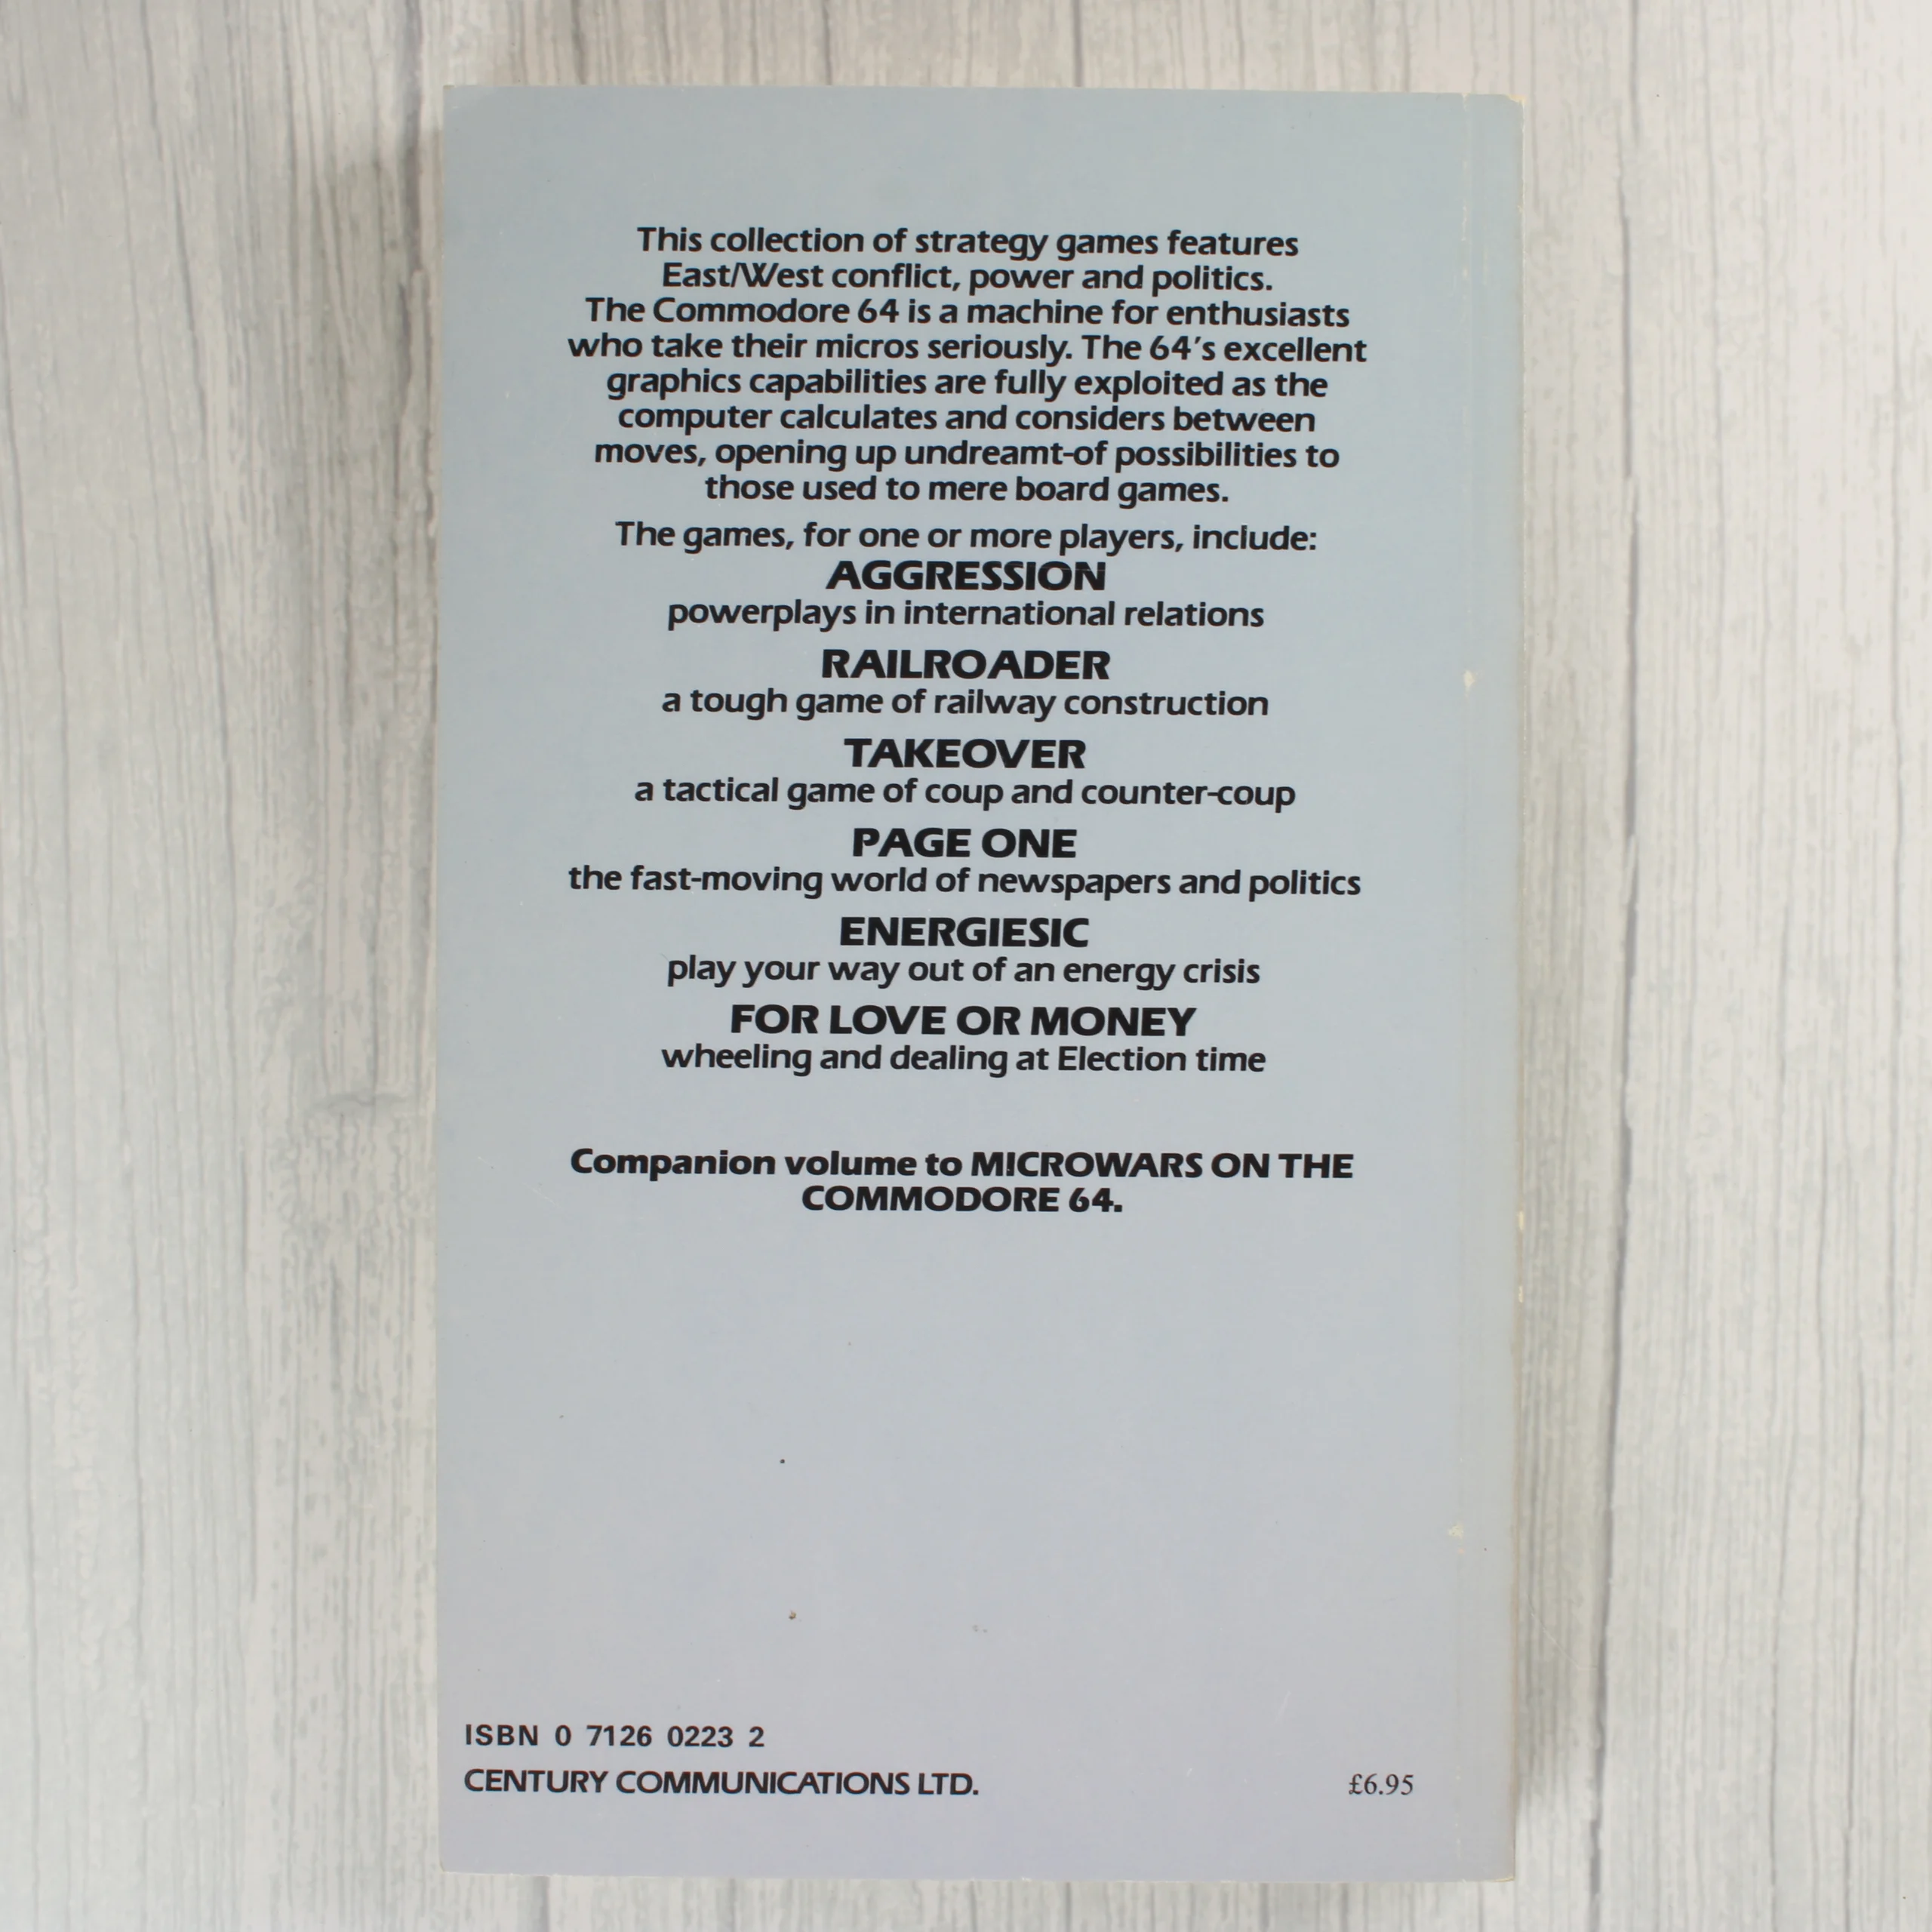 This collection of strategy games features
East/West conflict, power and politics.
The Commodore 64 is a machine for enthusiasts
who take their micros seriously. The 64's excellent
graphics capabilities are fully exploited as the
computer calculates and considers between
moves, opening up undreamt-of possibilities to
those used to mere board games.
The games, for one or more players, include:
AGGRESSION
powerplays in international relations
RAILROADER
a tough game of railway construction
TAKEOVER
a tactical game of coup and counter-coup
PAGE ONE
the fast-moving world of newspapers and politics
ENERGIESIC
play your way out of an energy crisis
FOR LOVE OR MONEY
wheeling and dealing at Election time
Companion volume to MICROWARS ON THE
COMMODORE 64.
ISBN 0 7126 0223 2
CENTURY COMMUNICATIONS LTD.
£6.95